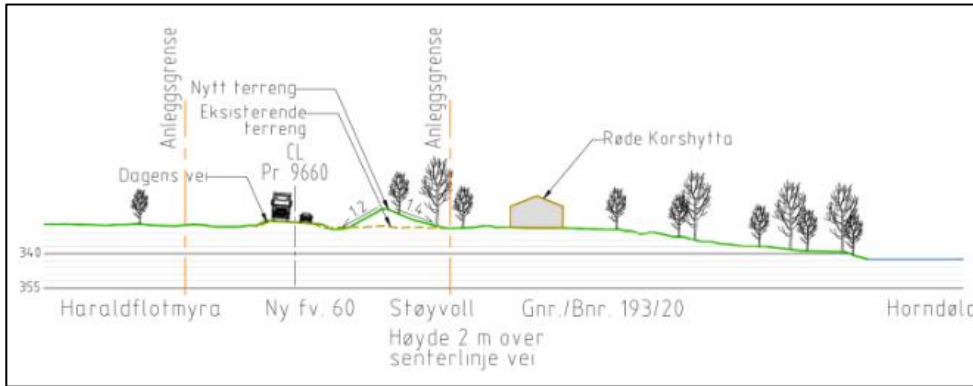 Anleggsgrense
Anleggsgrense
Nytt terreng
Eksisterende
terreng
CL
Pr 9660
Dagens vei
Røde Korshytta
1:2
1:4
340
355
Haraldflotmyra
Ny fv. 60
Støyvoll
Gnr./Bnr. 193/20
Høyde 2 m over
senterlinje vei